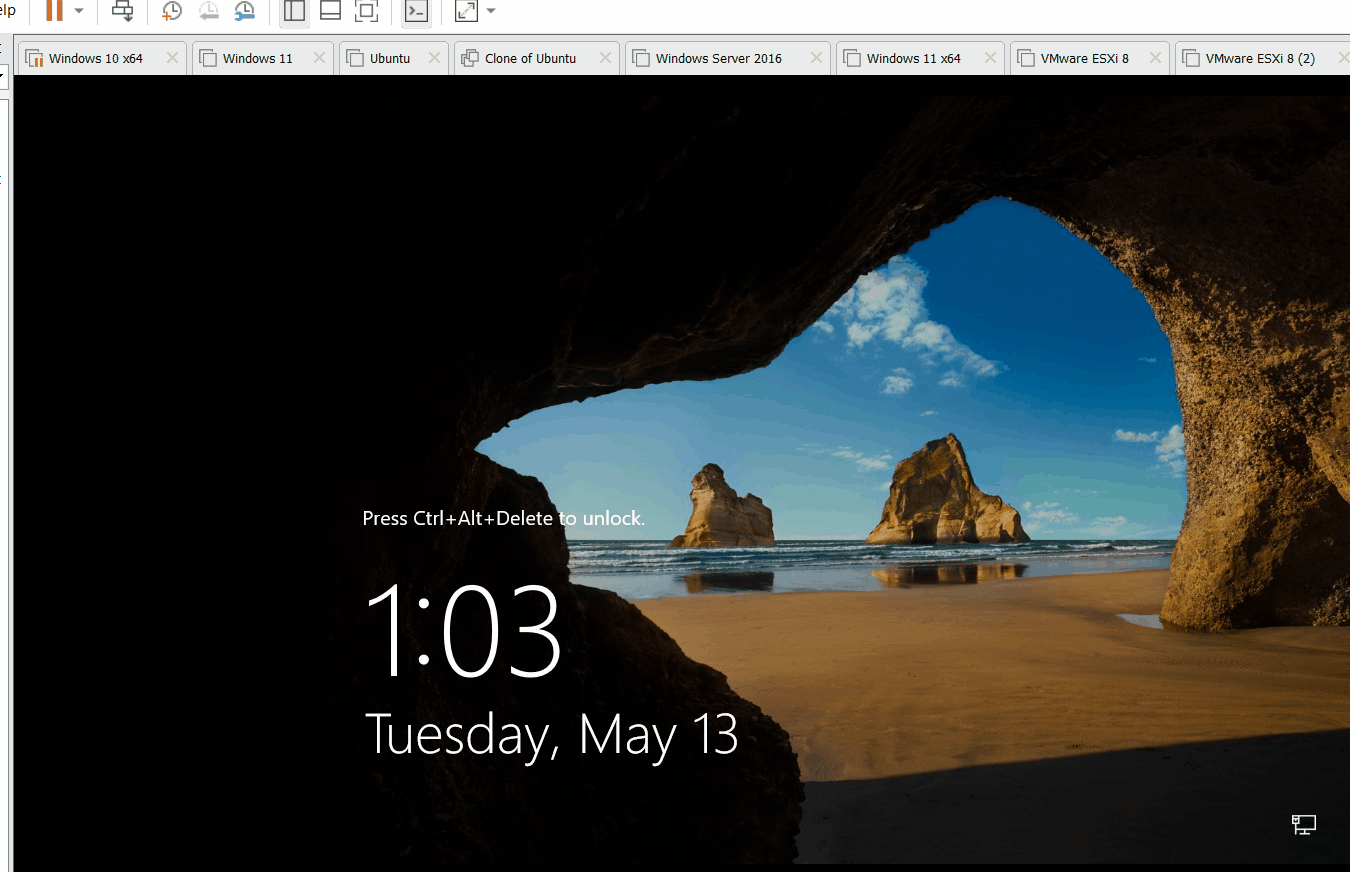 elp
Windows 10 x64
Windows 11
Ubuntu
Clone of Ubuntu
Windows Server 2016
Windows 11 x64
VMware ESXi 8
VMware ESXi 8 (2)
Press Ctrl+Alt+Delete to unlock.
1:03
Tuesday, May 13